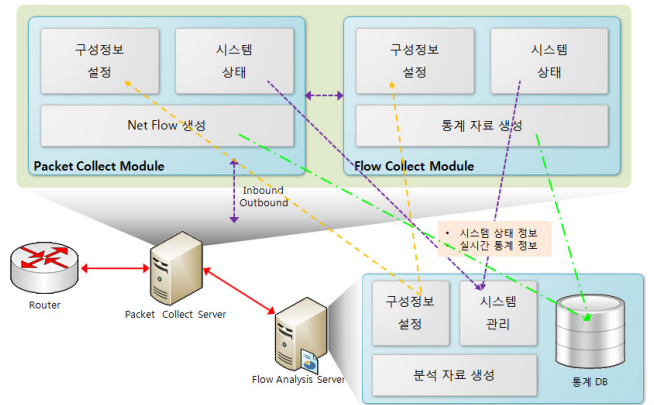 구성정보
설정
시스템
상태
Net Flow 생성
Packet Collect Module
구성정보
설정
시스템
상태
통계 자료 생성
Flow Collect Module
Inbound
Outbound
• 시스템 상태 정보
실시간 통계 정보
Router
Packet Collect Server
Flow Analysis Server
구성정보
설정
시스템
관리
분석 자료 생성
통계 DB